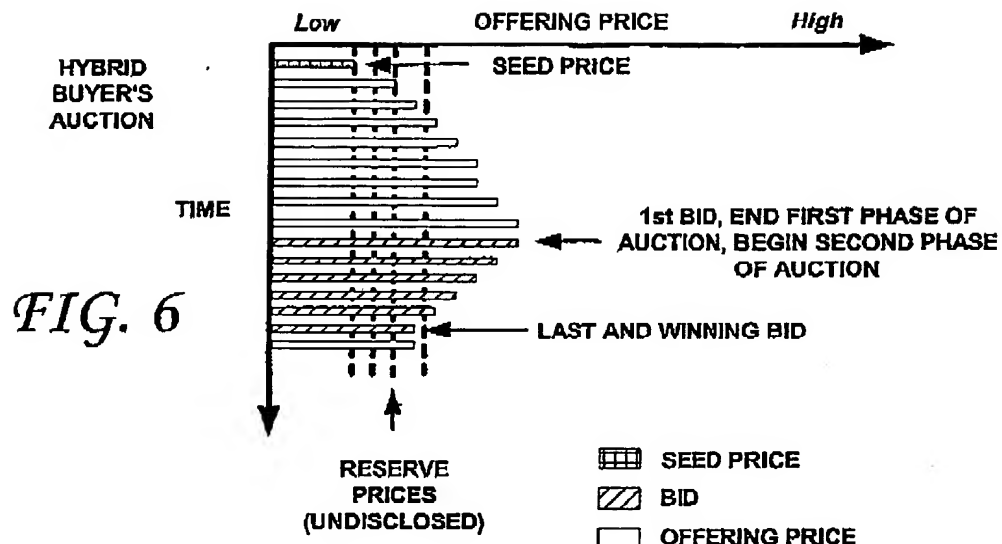 Low OFFERING PRICE High
HYBRID
BUYER'S
AUCTION
SEED PRICE
TIME
1st BID, END FIRST PHASE OF
AUCTION, BEGIN SECOND PHASE
OF AUCTION
FIG. 6
LAST AND WINNING BID
RESERVE
PRICES
(UNDISCLOSED)
SEED PRICE
BID
OFFERING PRICE